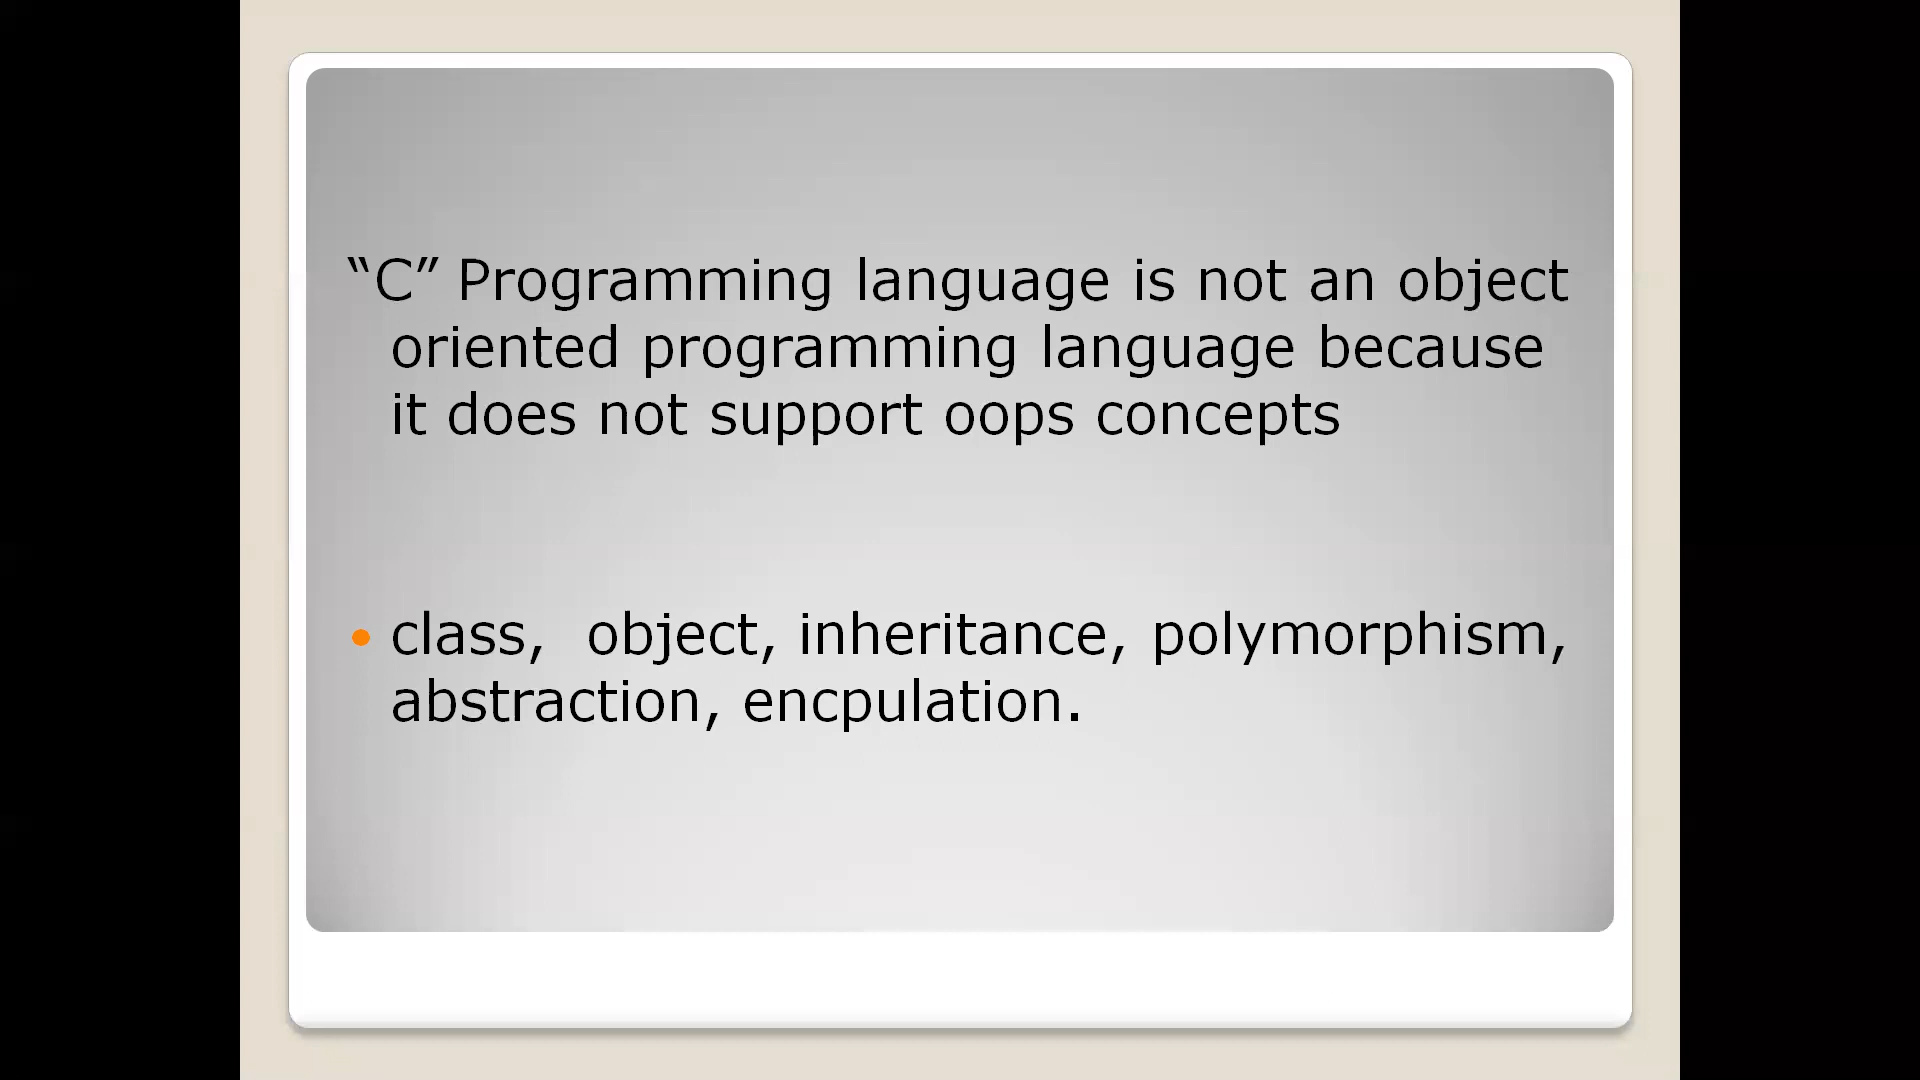 “C” Programming language is not an object
oriented programming language because
it does not support oops concepts
• class,  object, inheritance, polymorphism,
abstraction, encpulation.